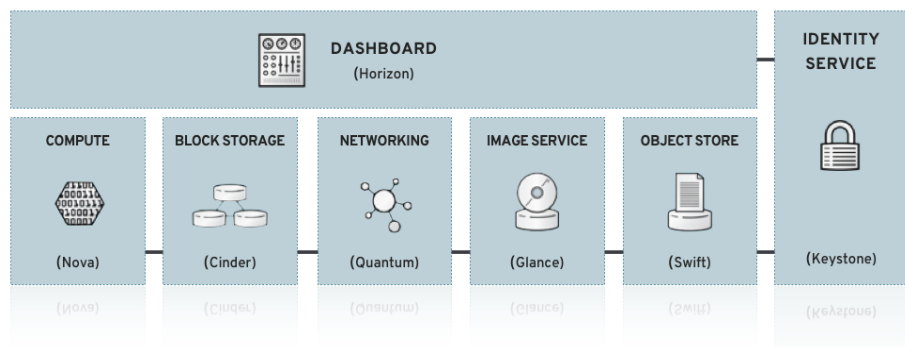 DASHBOARD
(Horizon)
IDENTITY
SERVICE
(Keystone)
COMPUTE
(Nova)
BLOCK STORAGE
(Cinder)
NETWORKING
(Quantum)
IMAGE SERVICE
(Glance)
OBJECT STORE
(Swift)